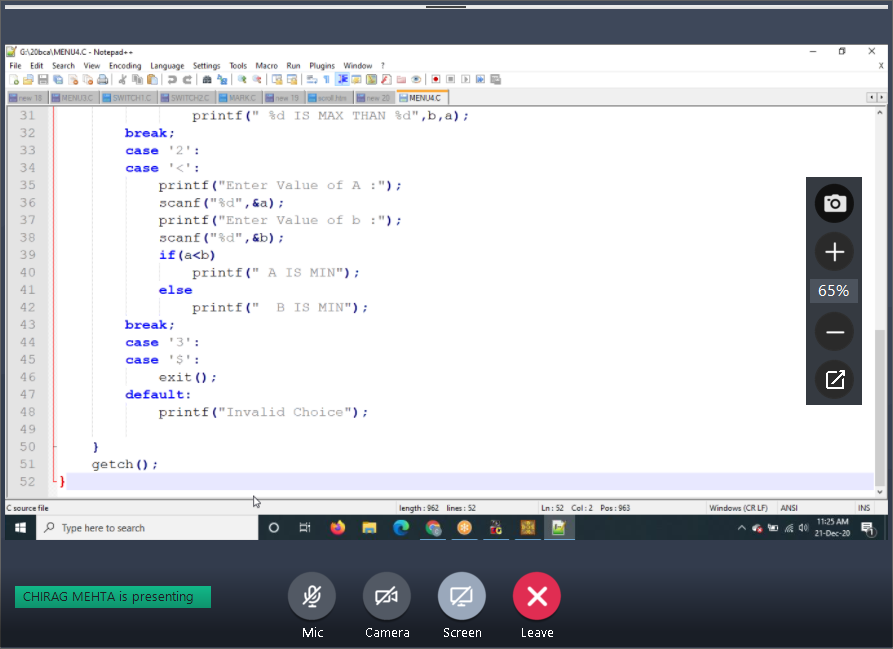 G:\20bca\MENU4.C - Notepad++
File Edit Search View Encoding Language Settings Tools Macro Run Plugins Window ?
X
new 18 MENU3.C SWITCH1.C SWITCH2.C MARK.C new 19 scroll.htm new 20 MENU4.C
31 printf(" %d IS MAX THAN %d",b,a);
32 break;
33 case '2':
34 case '<':
35 printf("Enter Value of A :");
36 scanf("%d",&a);
37 printf("Enter Value of b :");
38 scanf("%d",&b);
39 if(a<b)
40 printf(" A IS MIN");
41 else
42 printf("  B IS MIN");
43 break;
44 case '3':
45 case '$':
46 exit();
47 default:
48 printf("Invalid Choice");
49
50 }
51 getch();
52 }
65%
C source file length : 962 lines : 52 Ln : 52 Col : 2 Pos : 963 Windows (CR LF) ANSI INS
Type here to search
11:25 AM
21-Dec-20
1
CHIRAG MEHTA is presenting
Mic Camera Screen Leave